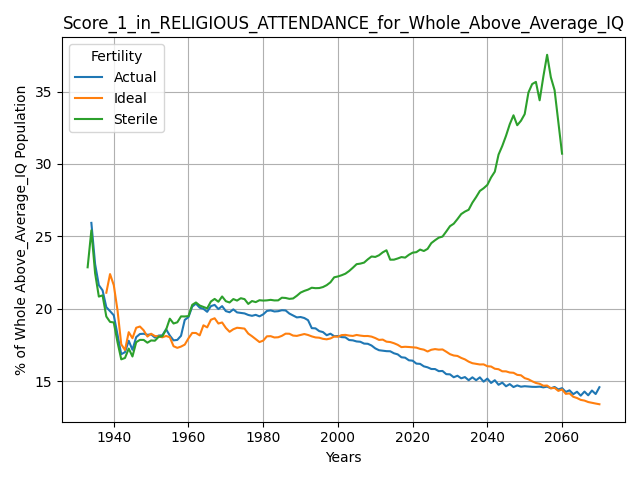 Score_1_in_RELIGIOUS_ATTENDANCE_for_Whole_Above_Average_IQ
Fertility
Actual
Ideal
Sterile
% of Whole Above_Average_IQ Population
35
30
25
20
15
1940
1960
1980
2000
2020
2040
2060
Years